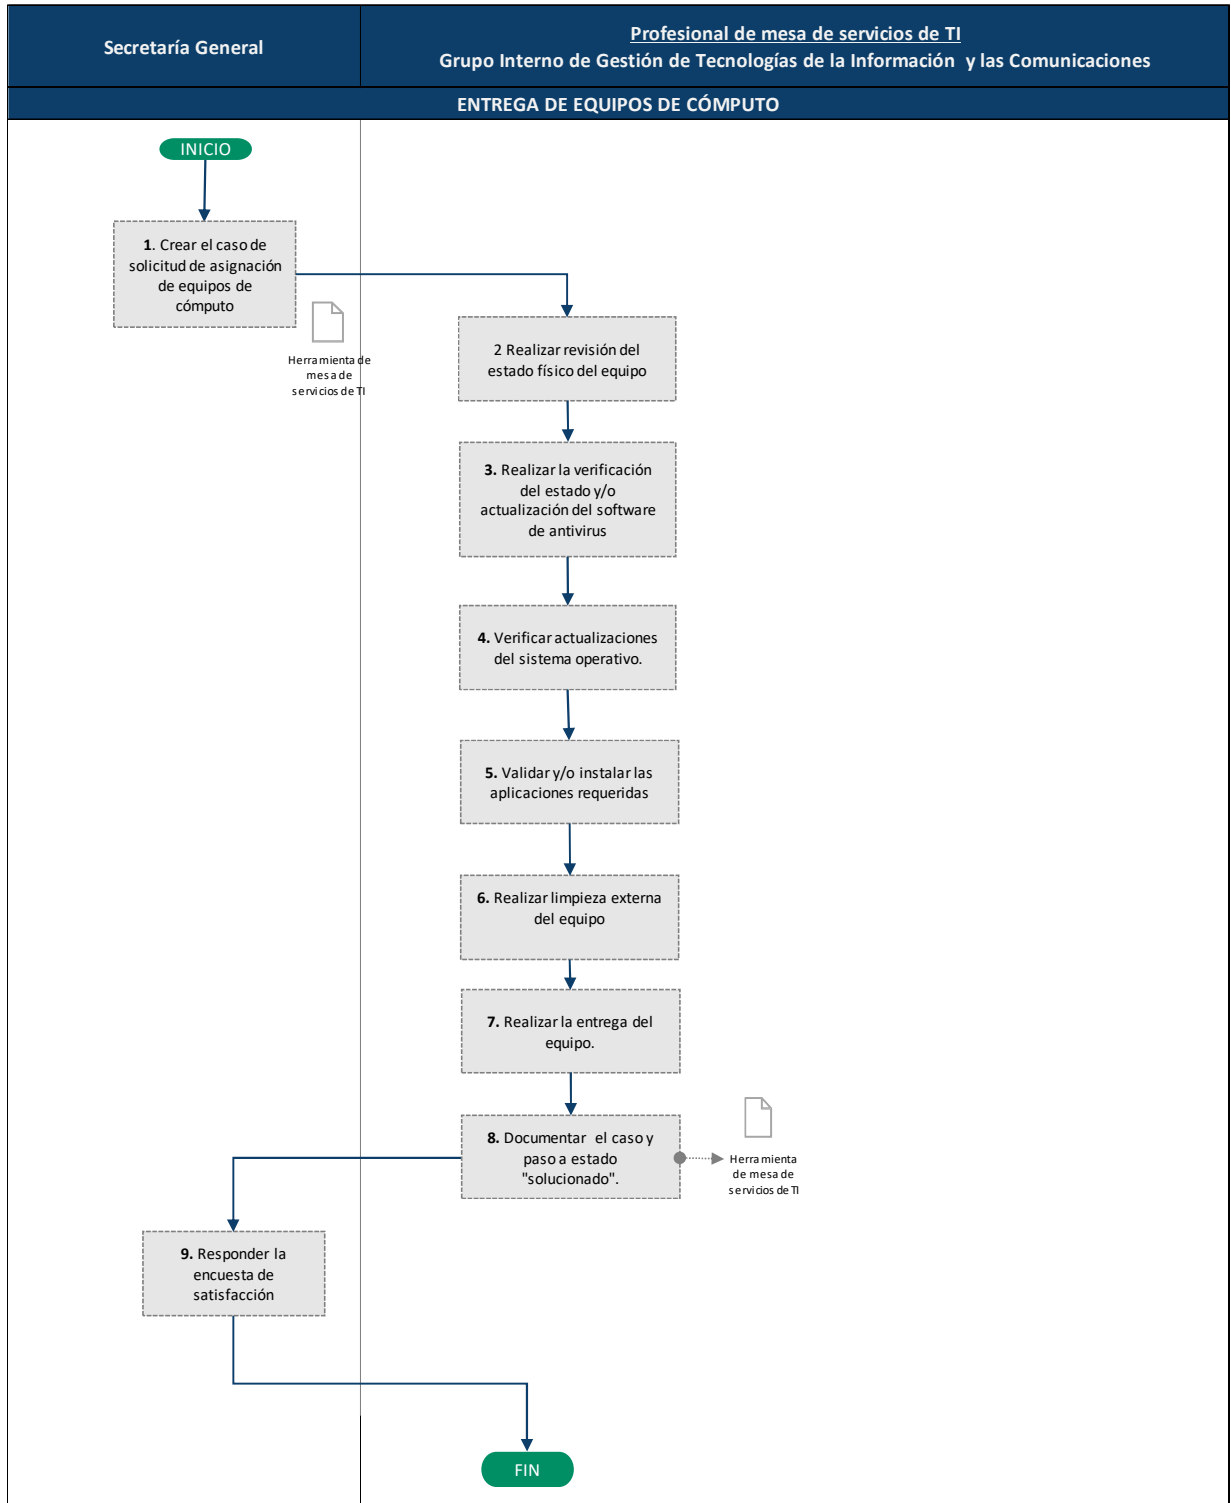 Secretaría General
Profesional de mesa de servicios de TI
Grupo Interno de Gestión de Tecnologías de la Información y las Comunicaciones
ENTREGA DE EQUIPOS DE CÓMPUTO
INICIO
1. Crear el caso de
solicitud de asignación
de equipos de
cómputo
Herramienta de
mesa de
servicios de TI
2 Realizar revisión del
estado físico del equipo
3. Realizar la verificación
del estado y/o
actualización del software
de antivirus
4. Verificar actualizaciones
del sistema operativo.
5. Validar y/o instalar las
aplicaciones requeridas
6. Realizar limpieza externa
del equipo
7. Realizar la entrega del
equipo.
8. Documentar el caso y
paso a estado
"solucionado".
Herramienta
de mesa de
servicios de TI
9. Responder la
encuesta de
satisfacción
FIN